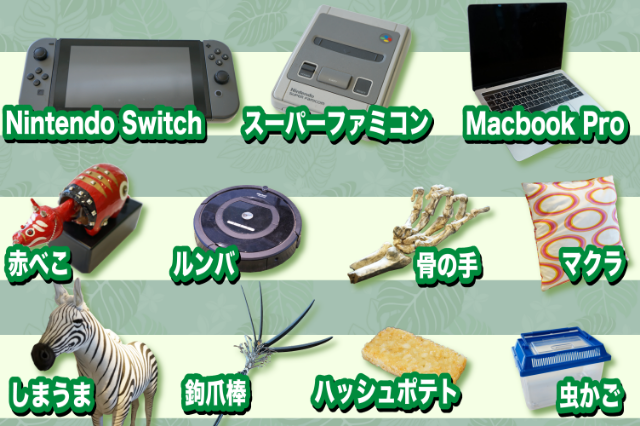 Nintendo Switch
スーパーファミコン
Macbook Pro
赤べこ
ルンバ
骨の手
マクラ
しまうま
鉤爪棒
ハッシュポテト
虫かご